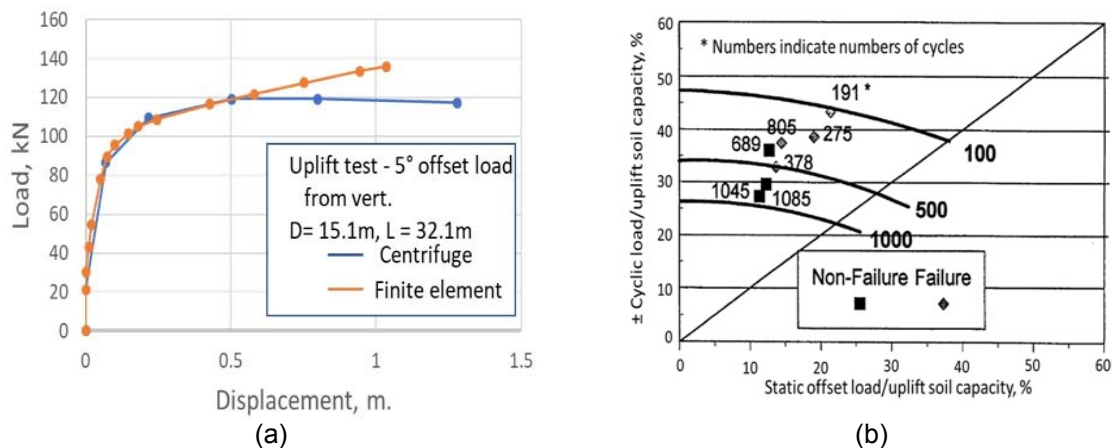 160
140
120
100
80
60
40
20
0
Load, kN
0
0.5
1
1.5
Displacement, m.
Uplift test - 5° offset load
from vert.
D= 15.1m, L = 32.1m
Centrifuge
Finite element
(a)
± Cyclic load/uplift soil capacity, %
60
50
40
30
20
10
0
* Numbers indicate numbers of cycles
191 *
805
275
689
378
1045
1085
100
500
1000
Non-Failure Failure
0
10
20
30
40
50
60
Static offset load/uplift soil capacity, %
(b)